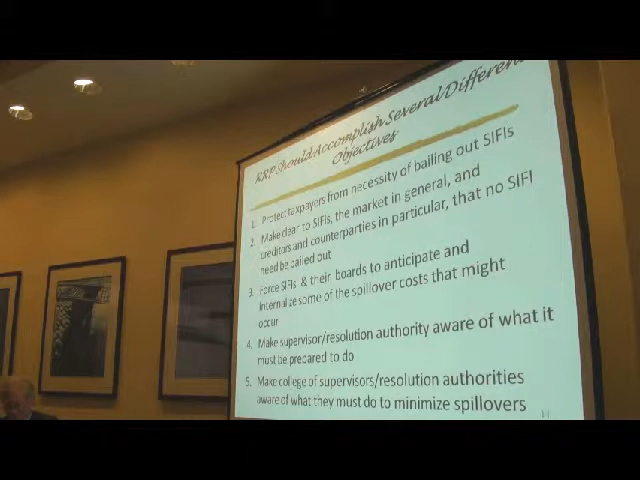 RRP Should Accomplish Several Different
Objectives
1. Protect taxpayers from necessity of bailing out SIFIs
2. Make clear to SIFIs, the market in general, and
creditors and counterparties in particular, that no SIFI
need be bailed out
3. Force SIFIs & their boards to anticipate and
internalize some of the spillover costs that might
occur
4. Make supervisor/resolution authority aware of what it
must be prepared to do
5. Make college of supervisors/resolution authorities
aware of what they must do to minimize spillovers
11